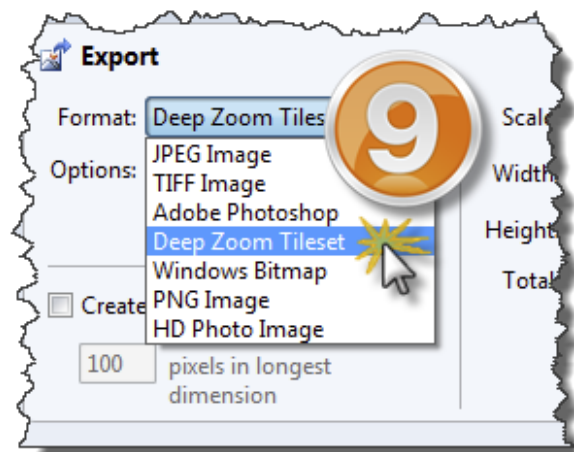 Export
9
Format: Deep Zoom Tiles
Options:
JPEG Image
TIFF Image
Adobe Photoshop
Deep Zoom Tileset
Windows Bitmap
PNG Image
HD Photo Image
Create
100 pixels in longest
dimension
Scale
Width
Height
Total